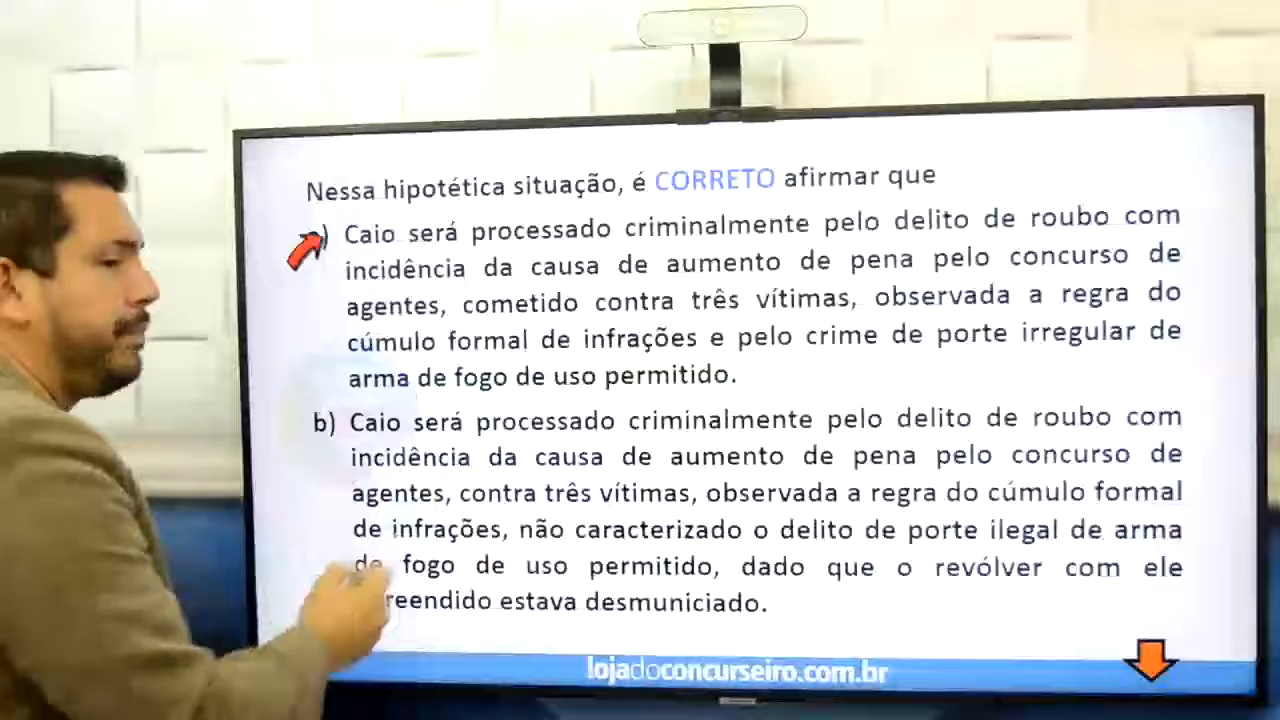 Nessa hipotética situação, é CORRETO afirmar que
) Caio será processado criminalmente pelo delito de roubo com
incidência da causa de aumento de pena pelo concurso de
agentes, cometido contra três vítimas, observada a regra do
cúmulo formal de infrações e pelo crime de porte irregular de
arma de fogo de uso permitido.
b) Caio será processado criminalmente pelo delito de roubo com
incidência da causa de aumento de pena pelo concurso de
agentes, contra três vítimas, observada a regra do cúmulo formal
de infrações, não caracterizado o delito de porte ilegal de arma
de fogo de uso permitido, dado que o revólver com ele
reendido estava desmuniciado.
lojadoconcurseiro.com.br